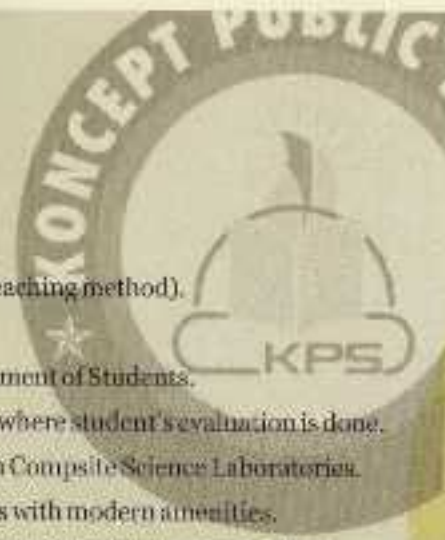 KONCEPT PUBLIC
eaching method).
KPS
ment of Students.
where student's evaluation is done.
Compsite Science Laboratories.
s with modern amenities.